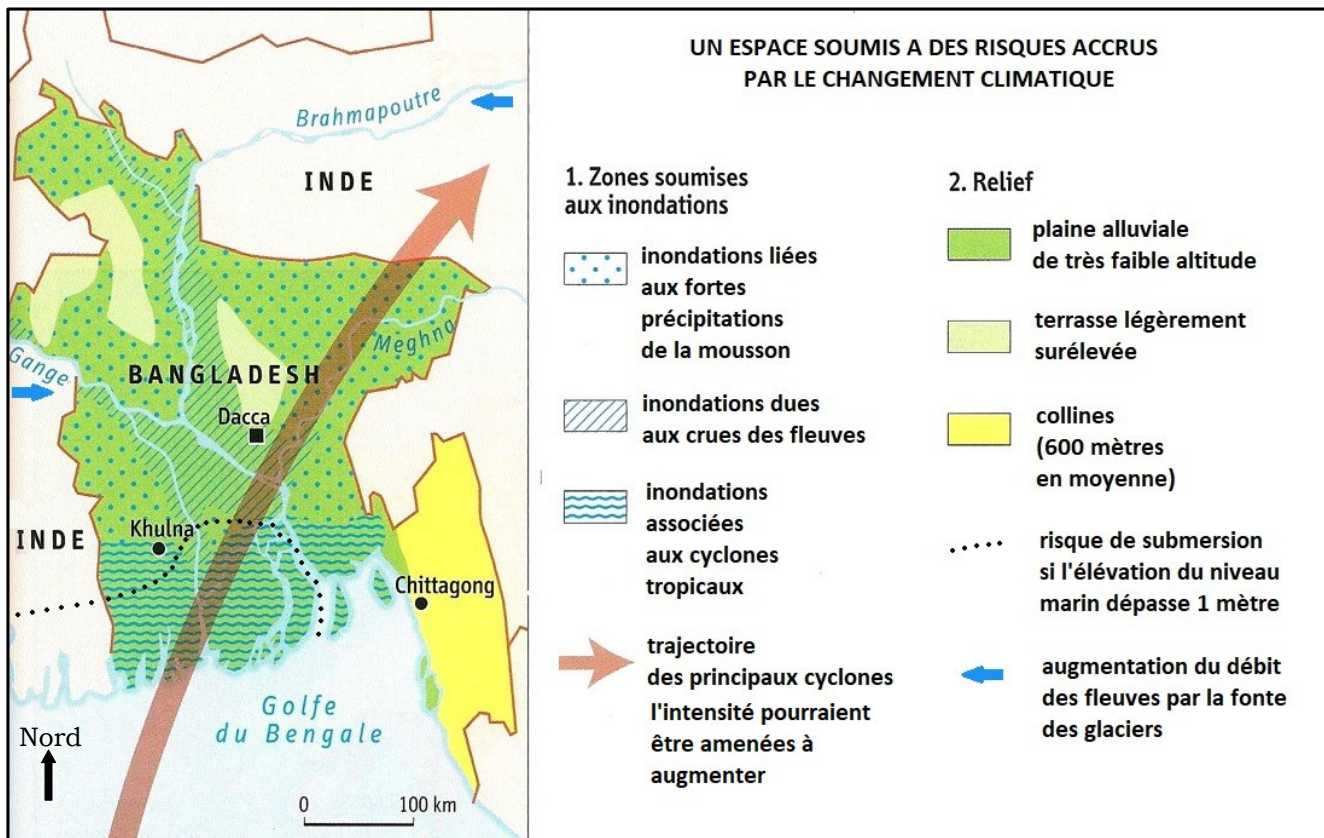 UN ESPACE SOUMIS A DES RISQUES ACCRUS
PAR LE CHANGEMENT CLIMATIQUE
Brahmapoutre
INDE
Gange
Meghna
BANGLADESH
Dacca
Khulna
INDE
Chittagong
Golfe
du Bengale
Nord
0 100 km
1. Zones soumises
aux inondations
inondations liées
aux fortes
précipitations
de la mousson
inondations dues
aux crues des fleuves
inondations
associées
aux cyclones
tropicaux
trajectoire
des principaux cyclones
l'intensité pourraient
être amenées à
augmenter
2. Relief
plaine alluviale
de très faible altitude
terrasse légèrement
surélevée
collines
(600 mètres
en moyenne)
risque de submersion
si l'élévation du niveau
marin dépasse 1 mètre
augmentation du débit
des fleuves par la fonte
des glaciers